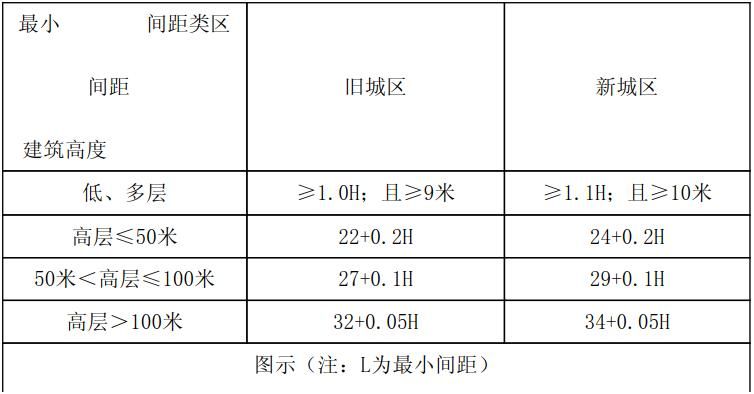 最小 间距类区
间距
建筑高度
旧城区
新城区
低、多层 ≥1.0H；且≥9米 ≥1.1H；且≥10米
高层≤50米 22+0.2H 24+0.2H
50米＜高层≤100米 27+0.1H 29+0.1H
高层＞100米 32+0.05H 34+0.05H
图示（注：L为最小间距）